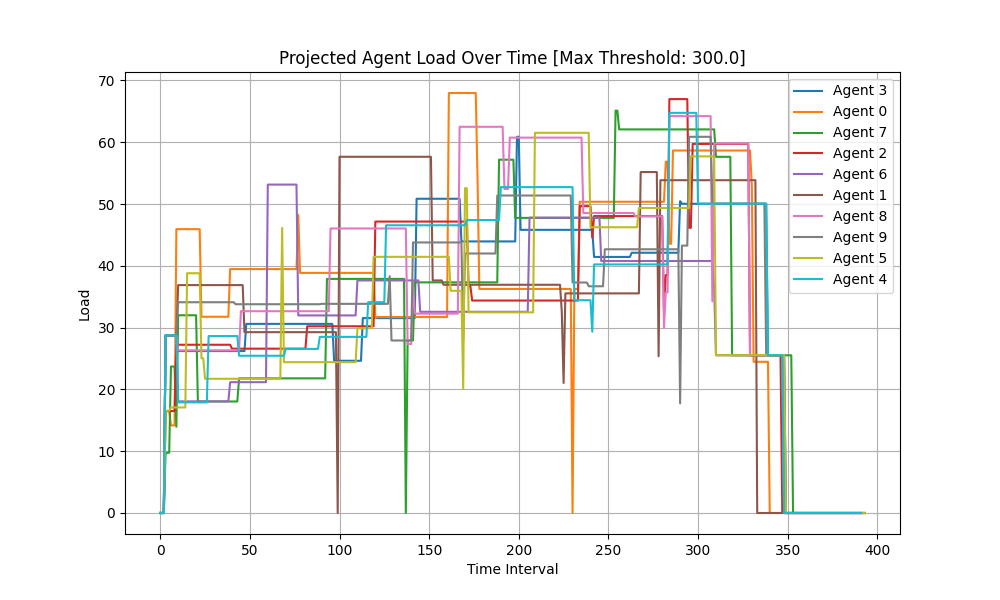 Projected Agent Load Over Time [Max Threshold: 300.0]
Load
70
60
50
40
30
20
10
0
0 50 100 150 200 250 300 350 400
Time Interval
Agent 3
Agent 0
Agent 7
Agent 2
Agent 6
Agent 1
Agent 8
Agent 9
Agent 5
Agent 4